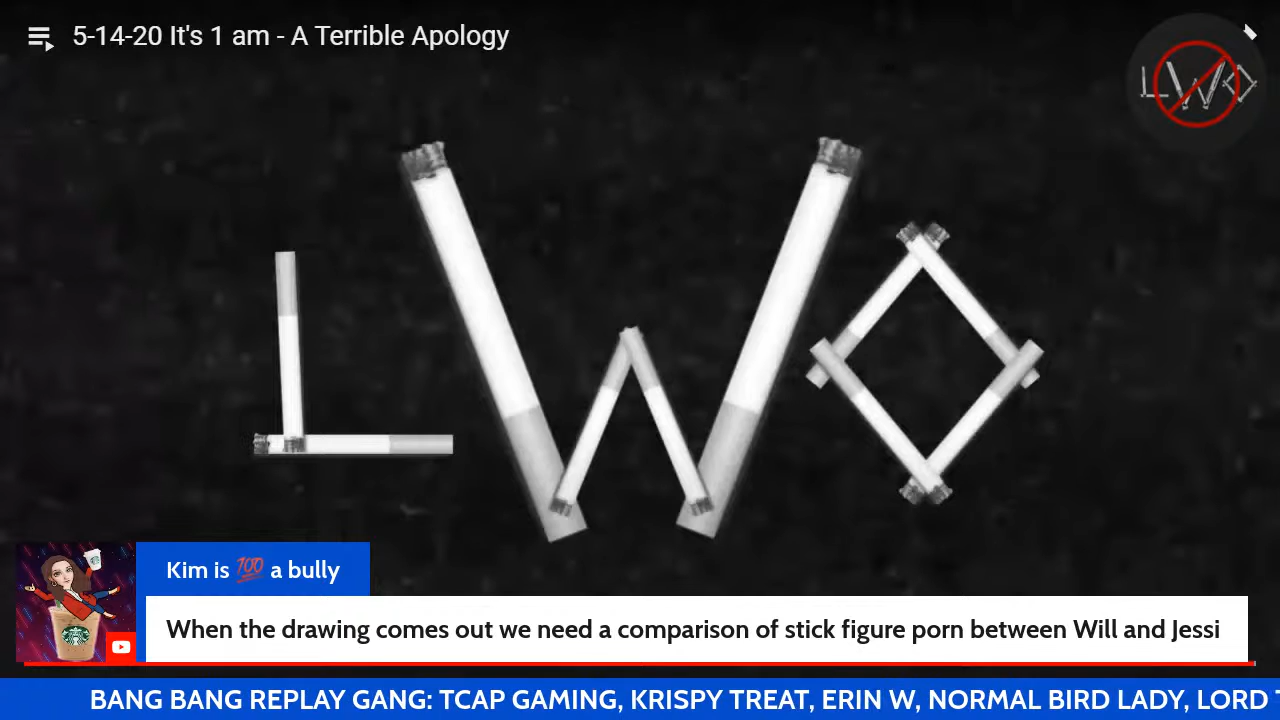 5-14-20 It's 1 am - A Terrible Apology
LWO
LWO
Kim is 💯 a bully
When the drawing comes out we need a comparison of stick figure porn between Will and Jessi
BANG BANG REPLAY GANG: TCAP GAMING, KRISPY TREAT, ERIN W, NORMAL BIRD LADY, LORD